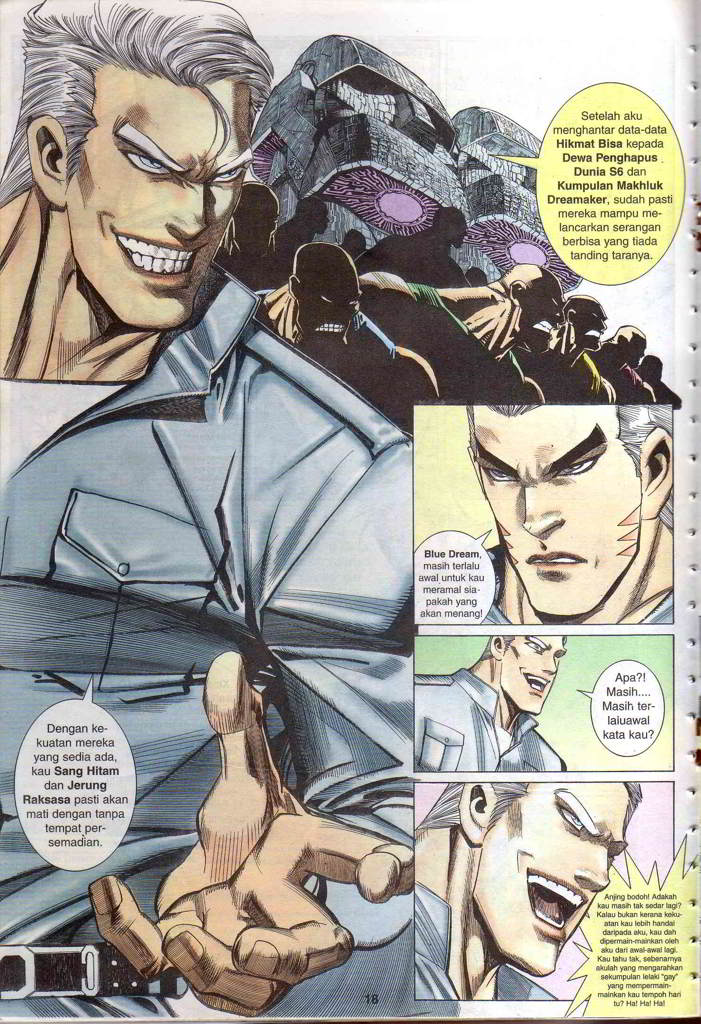 Setelah aku
menghantar data-data
Hikmat Bisa kepada
Dewa Penghapus
Dunia S6 dan
Kumpulan Makhluk
Dreamaker, sudah pasti
mereka mampu me-
lancarkan serangan
berbisa yang tiada
tanding taranya.
Blue Dream,
masih terlalu
awal untuk kau
meramal sia-
pakah yang
akan menang!
Apa?!
Masih....
Masih ter-
laluawal
kata kau?
Dengan ke-
kuatan mereka
yang sedia ada,
kau Sang Hitam
dan Jerung
Raksasa pasti akan
mati dengan tanpa
tempat per-
semadian.
Anjing bodoh! Adakah
kau masih tak sedar lagi?
Kalau bukan kerana keku-
atan kau lebih handal
daripada aku, kau dah
dipermain-mainkan oleh
aku awal-awal lagi.
Kau tahu tak, sebenarnya
akulah yang mengarahkan
sekumpulan lelaki "gay"
yang mempermain-
mainkan kau tempoh hari
tu? Ha! Ha! Ha!
18